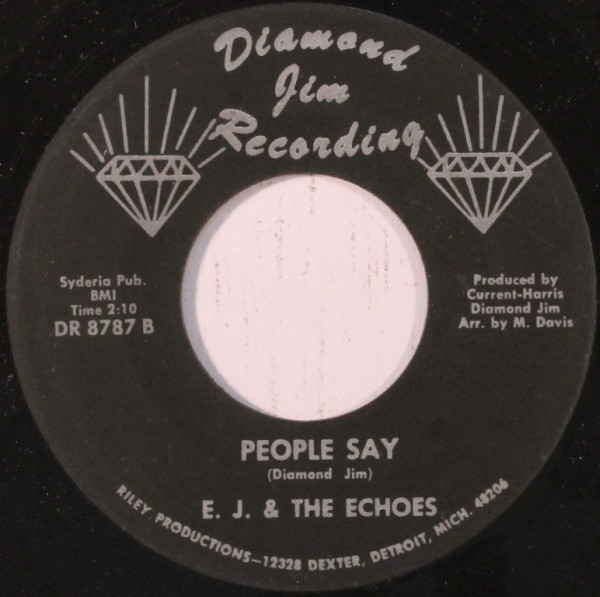 Diamond
Jim
Recording
Syderia Pub.
BMI
Time 2:10
DR 8787 B
Produced by
Current-Harris
Diamond Jim
Arr. by M. Davis
PEOPLE SAY
(Diamond Jim)
E. J. & THE ECHOES
RILEY PRODUCTIONS—12328 DEXTER, DETROIT, MICH. 48206